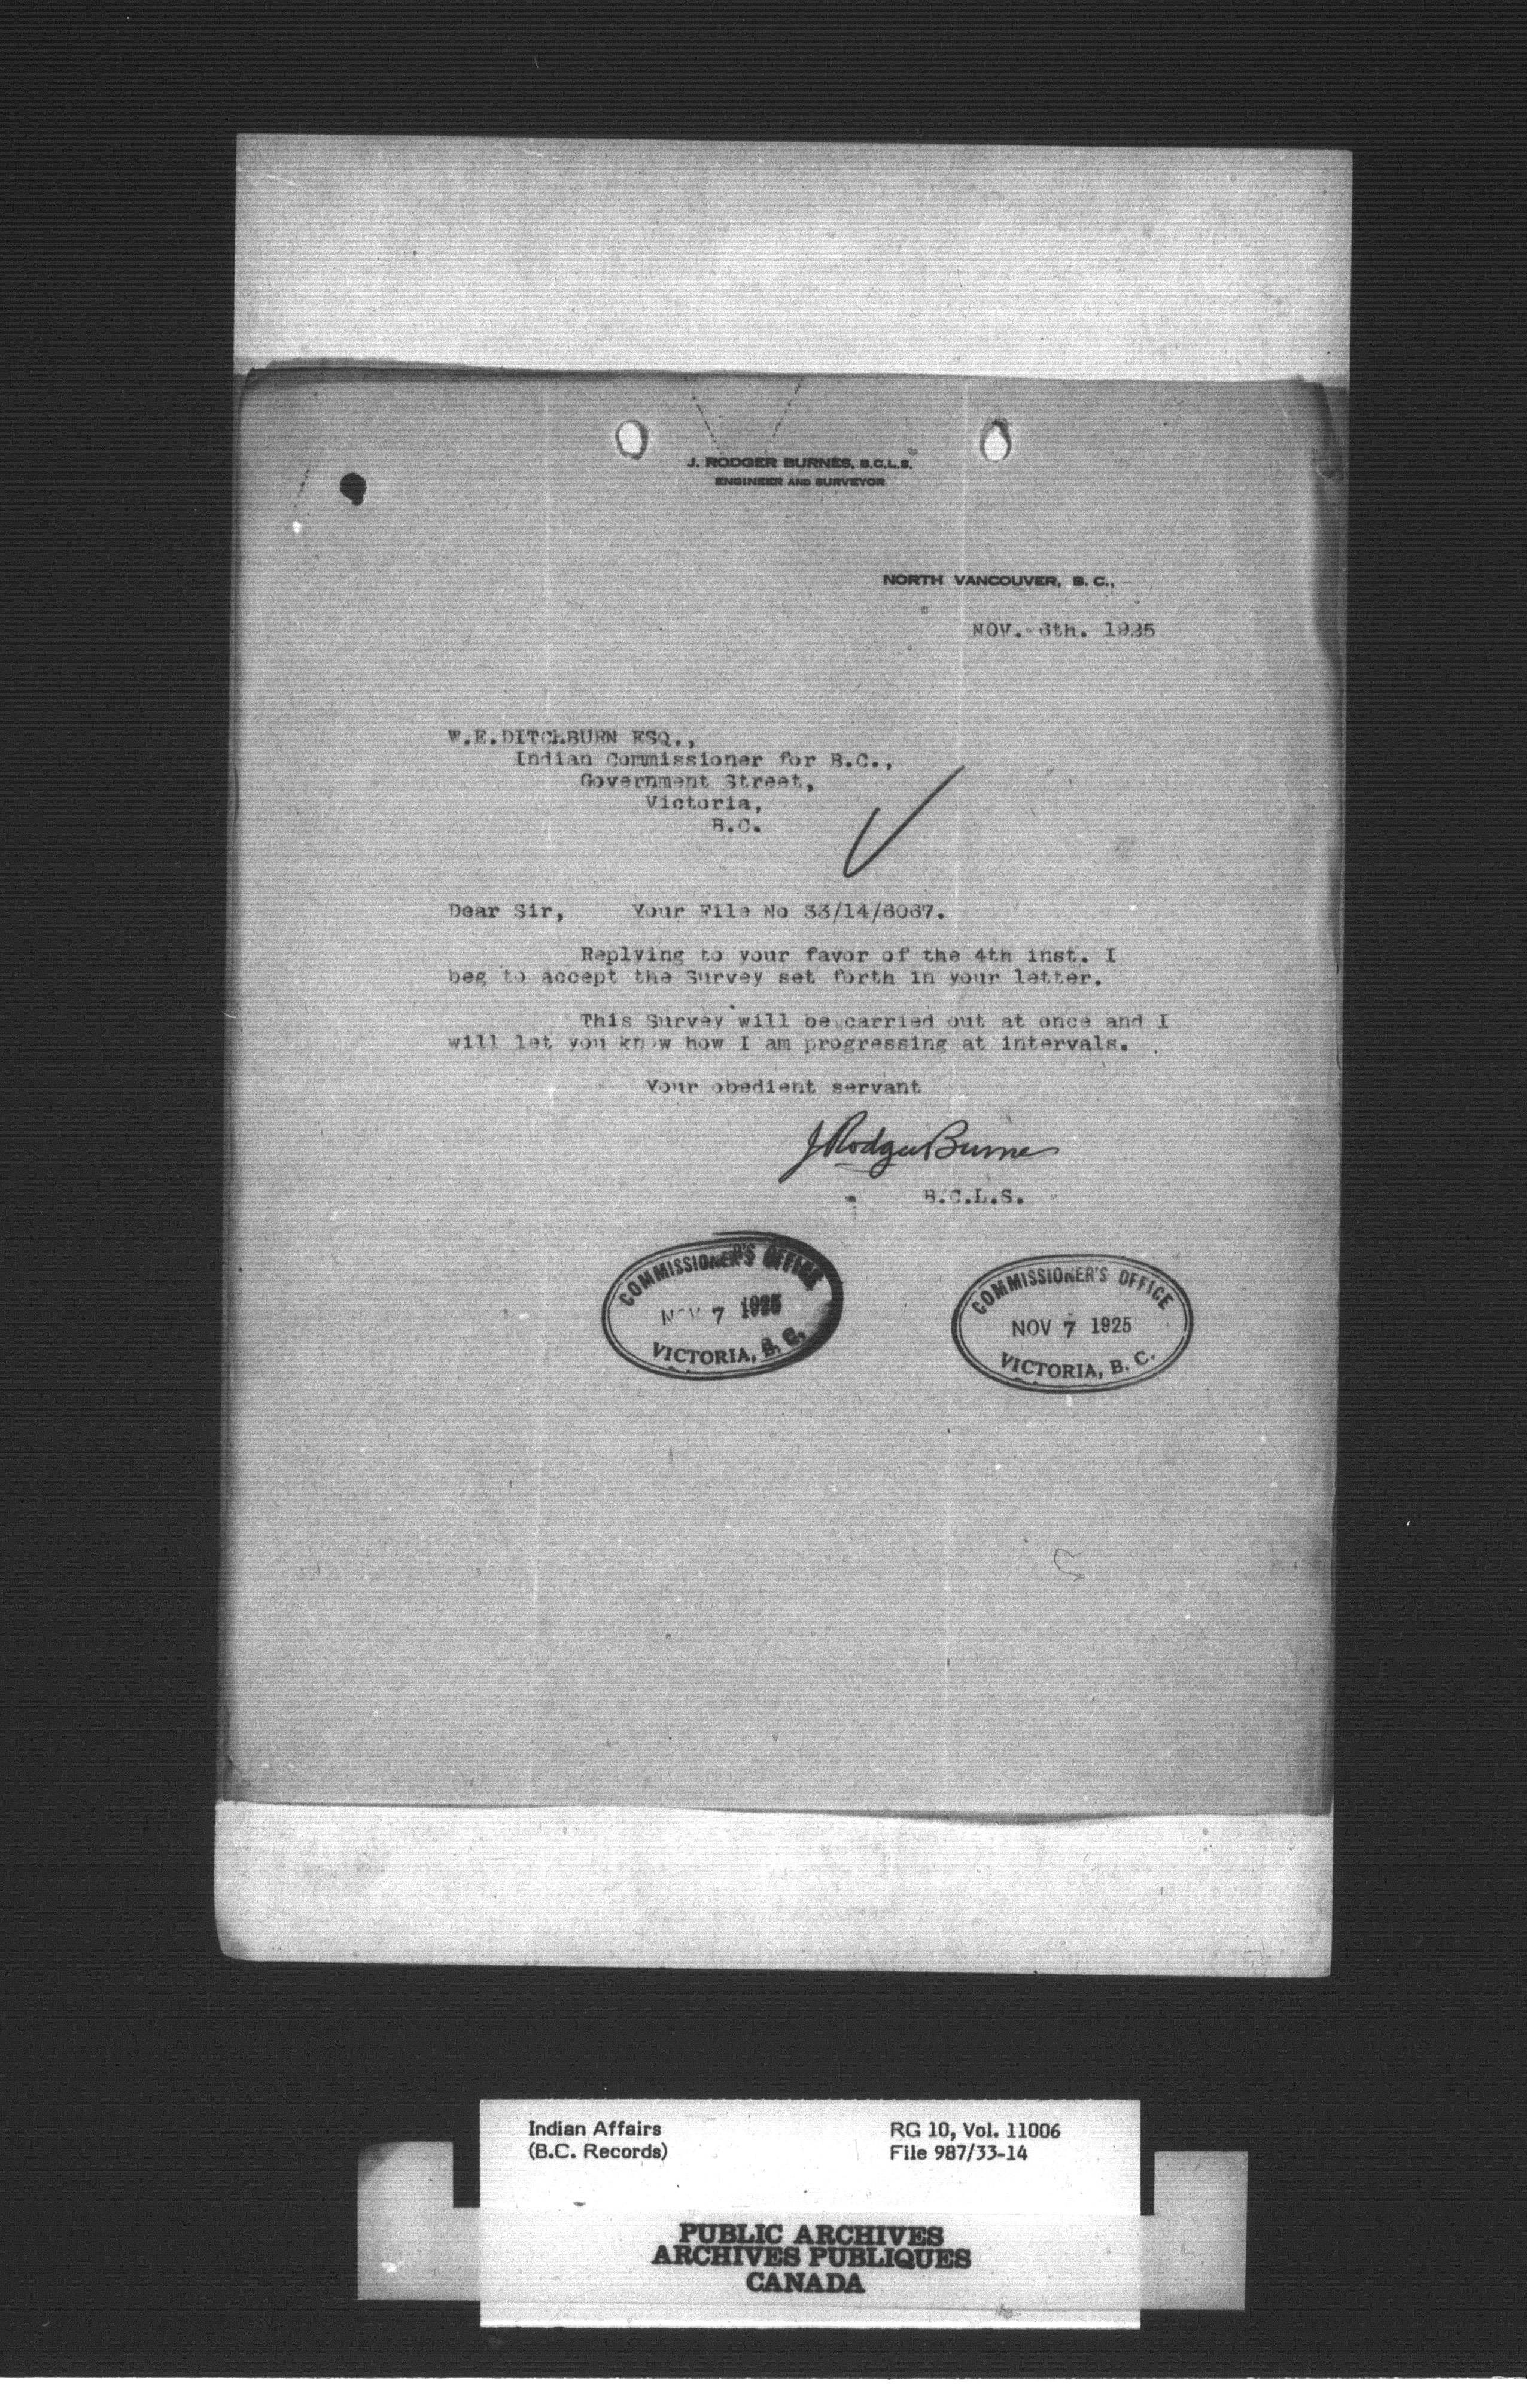 J. RODGER BURNES, B.C.L.S.
ENGINEER AND SURVEYOR
NORTH VANCOUVER, B. C.,
NOV. 6th. 1925
W.E.DITCHBURN ESQ.,
Indian Commissioner for B.C.,
Government Street,
Victoria,
B.C.
Dear Sir, Your File No 33/14/6067.
Replying to your favor of the 4th inst. I
beg to accept the Survey set forth in your letter.
This Survey will be carried out at once and I
will let you know how I am progressing at intervals.
Your obedient servant
J Rodger Burnes
B.C.L.S.
COMMISSIONER'S OFFICE
NOV 7 1925
VICTORIA, B. C.
COMMISSIONER'S OFFICE
NOV 7 1925
VICTORIA, B. C.
Indian Affairs
(B.C. Records)
RG 10, Vol. 11006
File 987/33-14
PUBLIC ARCHIVES
ARCHIVES PUBLIQUES
CANADA